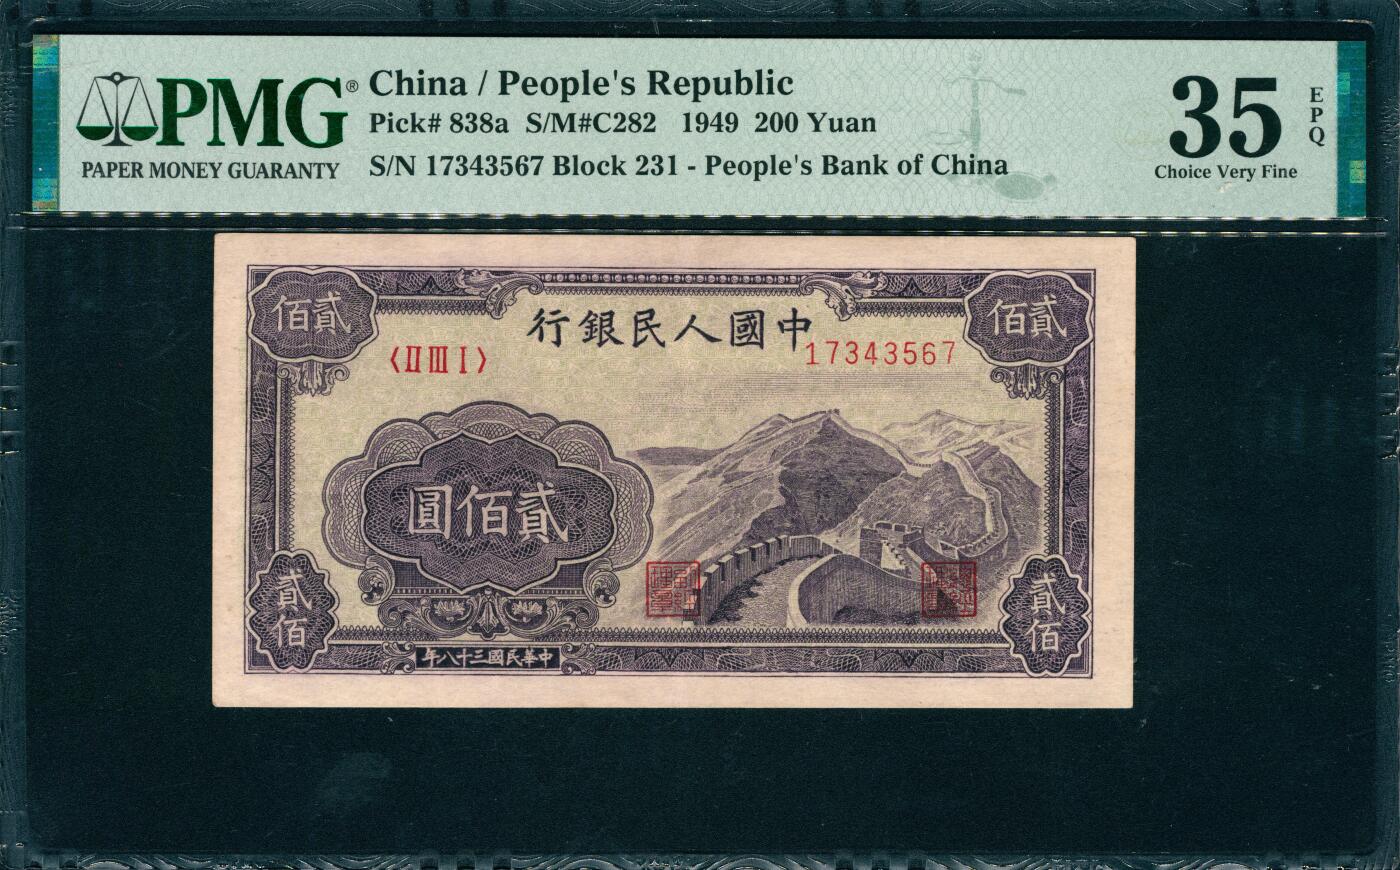 PMG®
PAPER MONEY GUARANTY
China / People's Republic
Pick# 838a S/M#C282 1949 200 Yuan
S/N 17343567 Block 231 - People's Bank of China
35
EPQ
Choice Very Fine
佰貳
佰貳
行銀民人國中
〈II III I〉
17343567
圓佰貳
貳佰
貳佰
年八十三國民華中